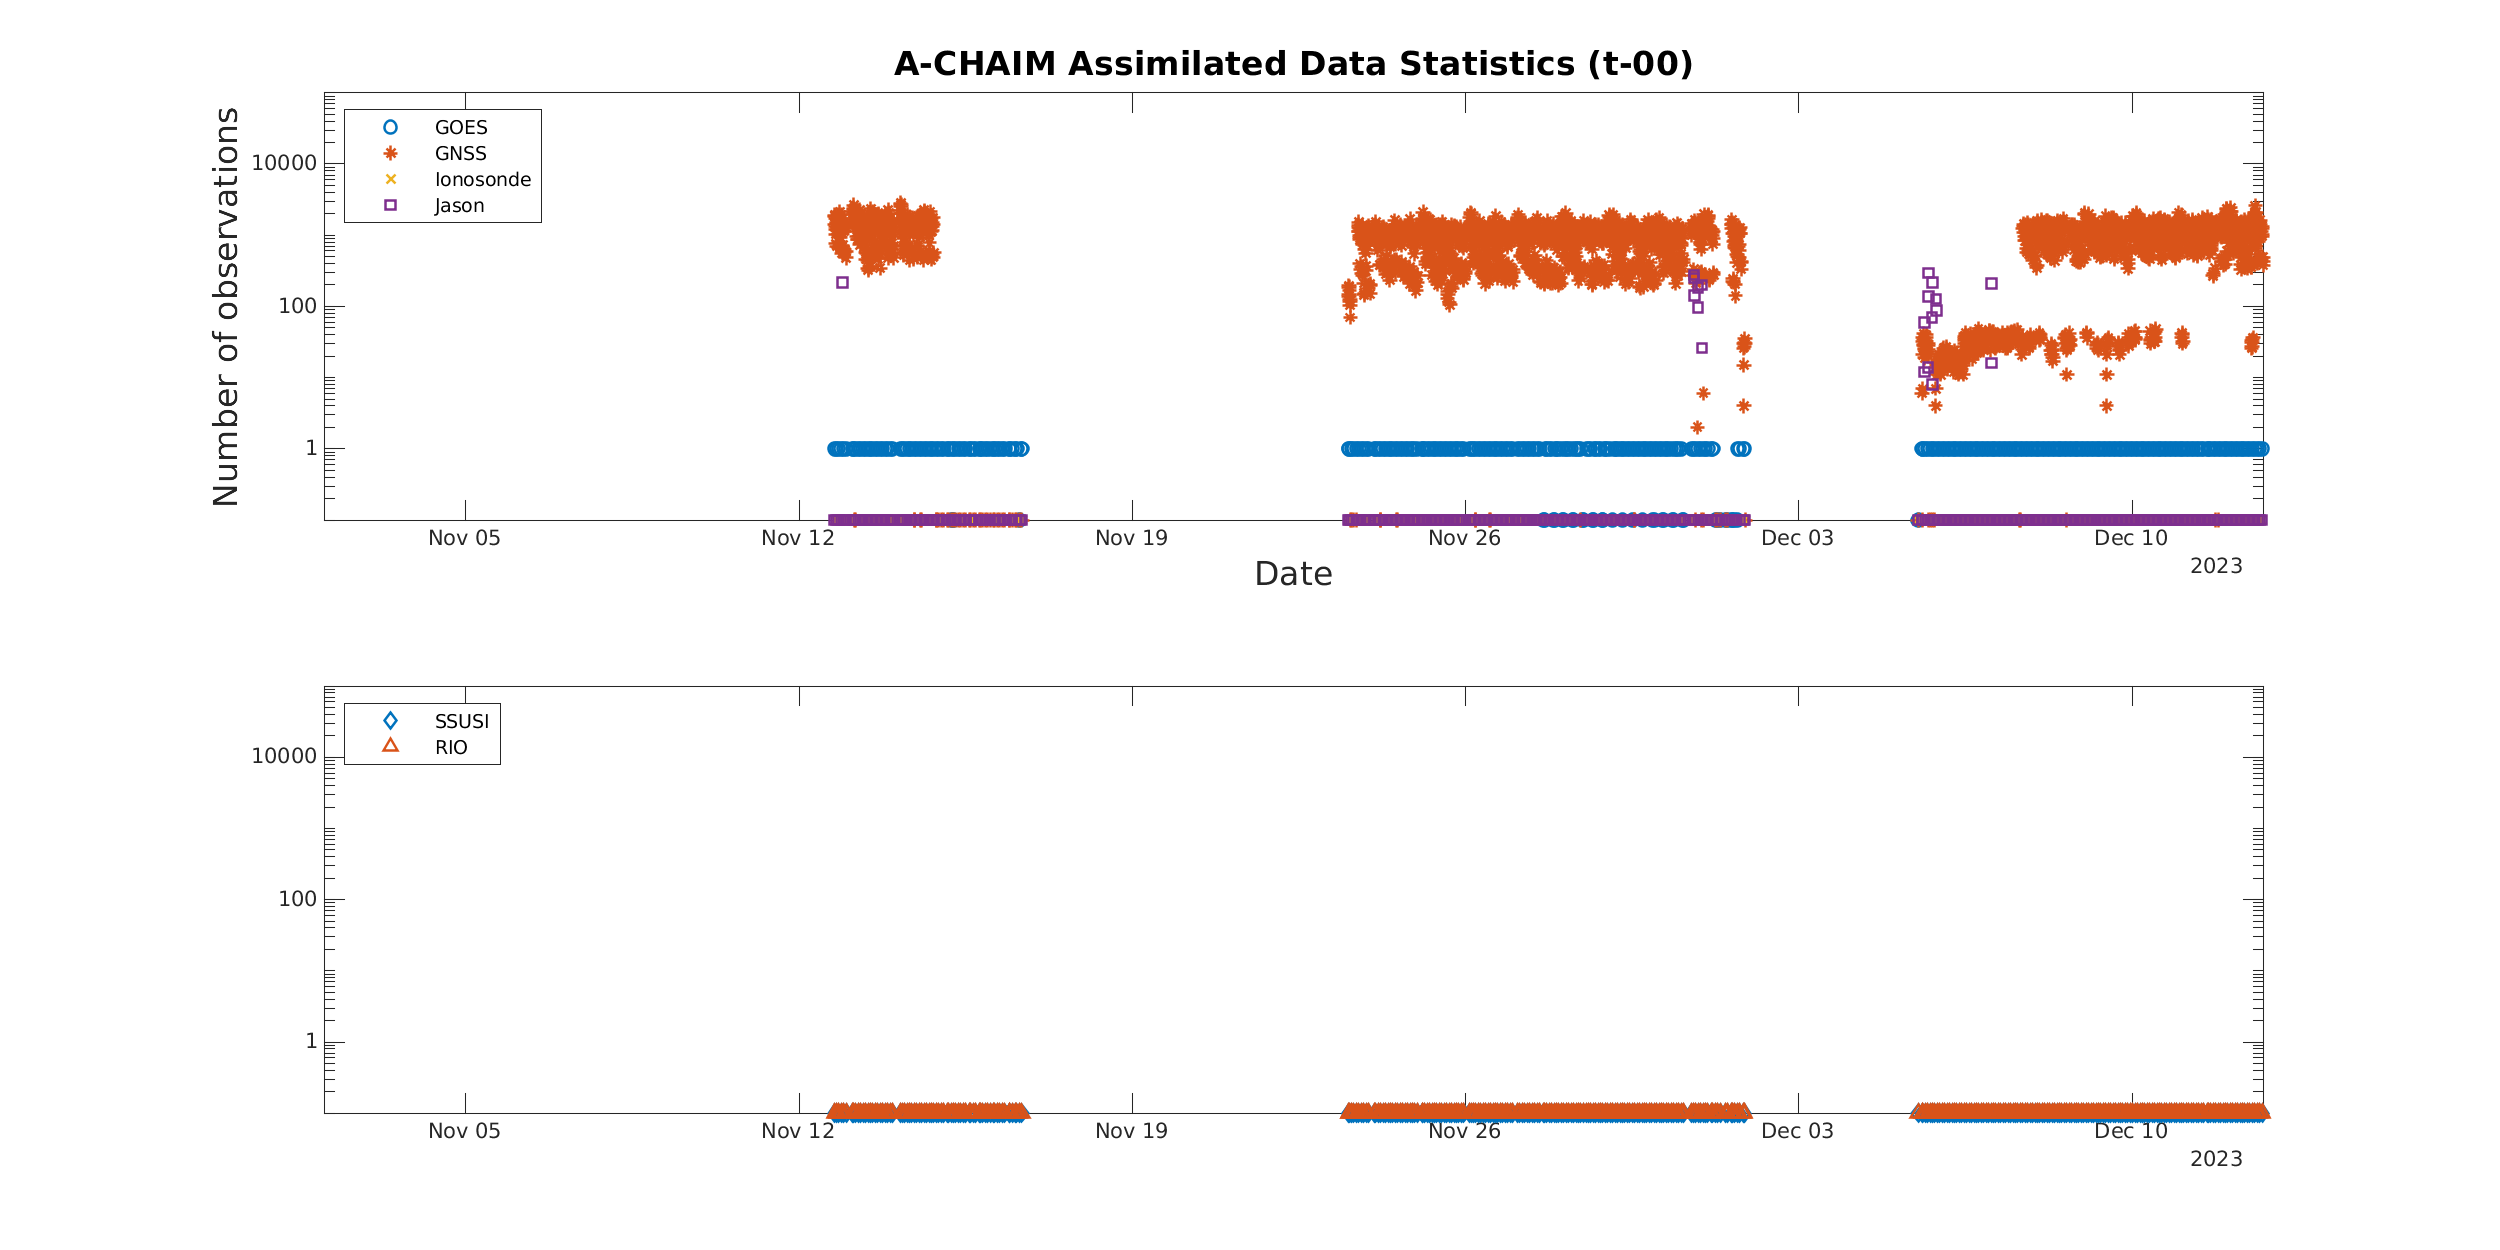 A-CHAIM Assimilated Data Statistics (t-00)
Number of observations
10000
100
1
GOES
GNSS
Ionosonde
Jason
Nov 05
Nov 12
Nov 19
Nov 26
Dec 03
Dec 10
2023
Date
10000
100
1
SSUSI
RIO
Nov 05
Nov 12
Nov 19
Nov 26
Dec 03
Dec 10
2023